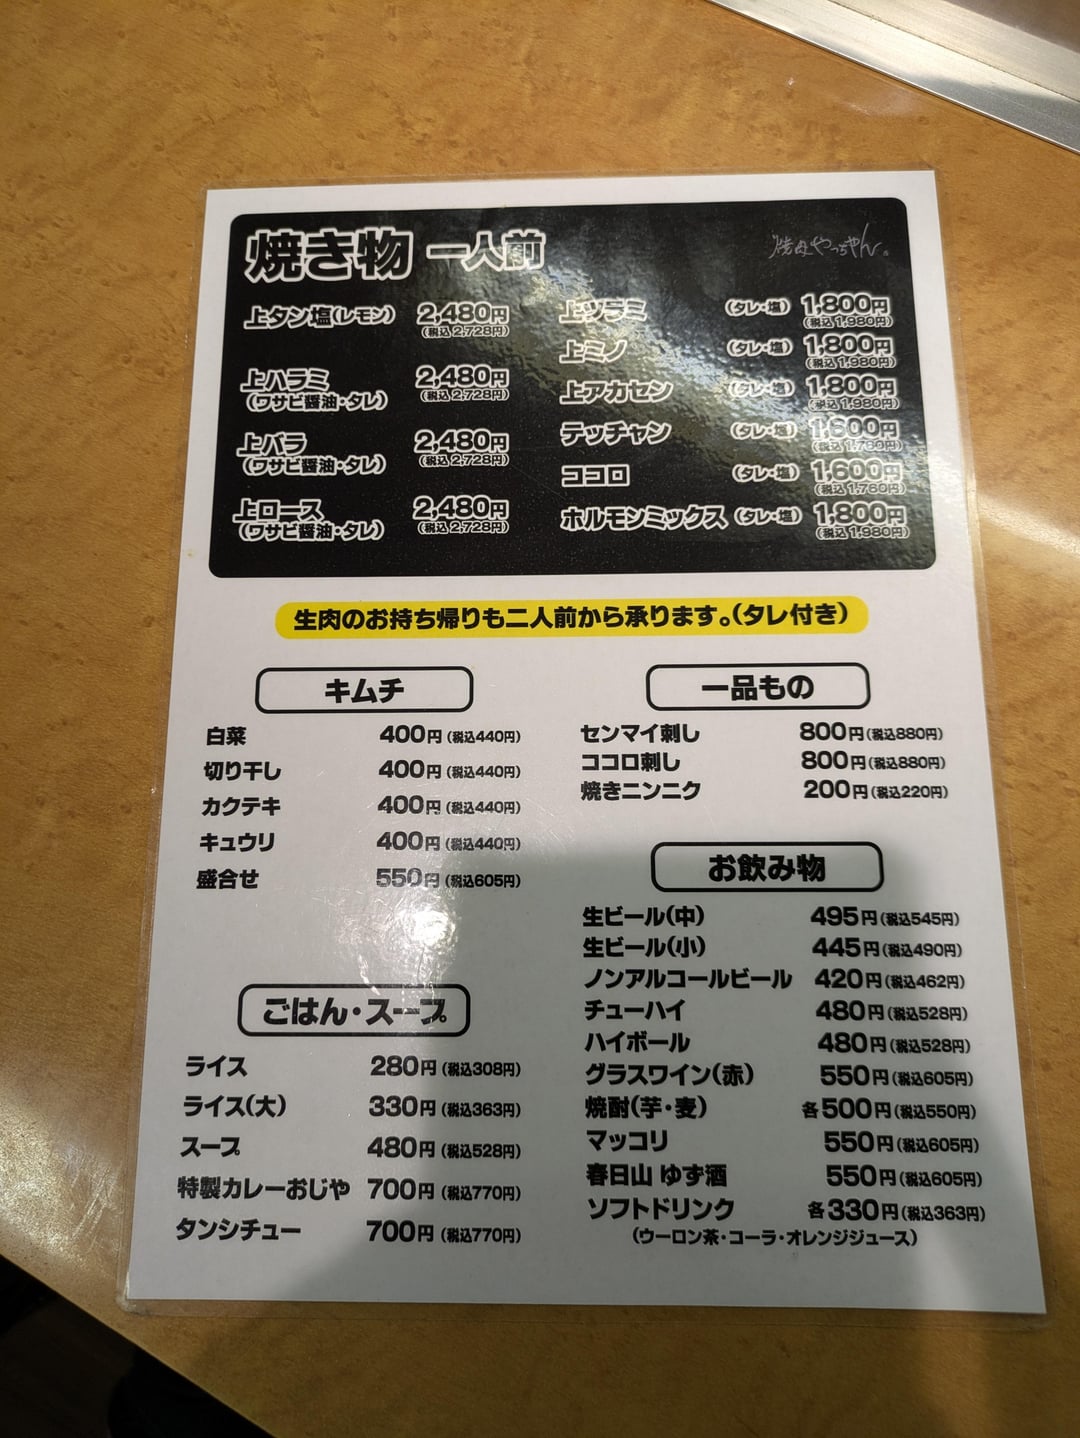 焼き物 一人前
焼肉やっちゃん。
上タン塩(レモン) 2,480円
(税込 2,728円)
上ハラミ 2,480円
(ワサビ醤油・タレ) (税込 2,728円)
上バラ 2,480円
(ワサビ醤油・タレ) (税込 2,728円)
上ロース 2,480円
(ワサビ醤油・タレ) (税込 2,728円)
上ツラミ (タレ・塩) 1,800円
(税込 1,980円)
上ミノ (タレ・塩) 1,800円
(税込 1,980円)
上アカセン (タレ・塩) 1,800円
(税込 1,980円)
テッチャン (タレ・塩) 1,600円
(税込 1,760円)
ココロ (タレ・塩) 1,600円
(税込 1,760円)
ホルモンミックス (タレ・塩) 1,800円
(税込 1,980円)
生肉のお持ち帰りも二人前から承ります。(タレ付き)
キムチ
白菜 400円(税込440円)
切り干し 400円(税込440円)
カクテキ 400円(税込440円)
キュウリ 400円(税込440円)
盛合せ 550円(税込605円)
ごはん・スープ
ライス 280円(税込308円)
ライス(大) 330円(税込363円)
スープ 480円(税込528円)
特製カレーおじや 700円(税込770円)
タンシチュー 700円(税込770円)
一品もの
センマイ刺し 800円(税込880円)
ココロ刺し 800円(税込880円)
焼きニンニク 200円(税込220円)
お飲み物
生ビール(中) 495円(税込545円)
生ビール(小) 445円(税込490円)
ノンアルコールビール 420円(税込462円)
チューハイ 480円(税込528円)
ハイボール 480円(税込528円)
グラスワイン(赤) 550円(税込605円)
焼酎(芋・麦) 各500円(税込550円)
マッコリ 550円(税込605円)
春日山 ゆず酒 550円(税込605円)
ソフトドリンク 各330円(税込363円)
(ウーロン茶・コーラ・オレンジジュース)